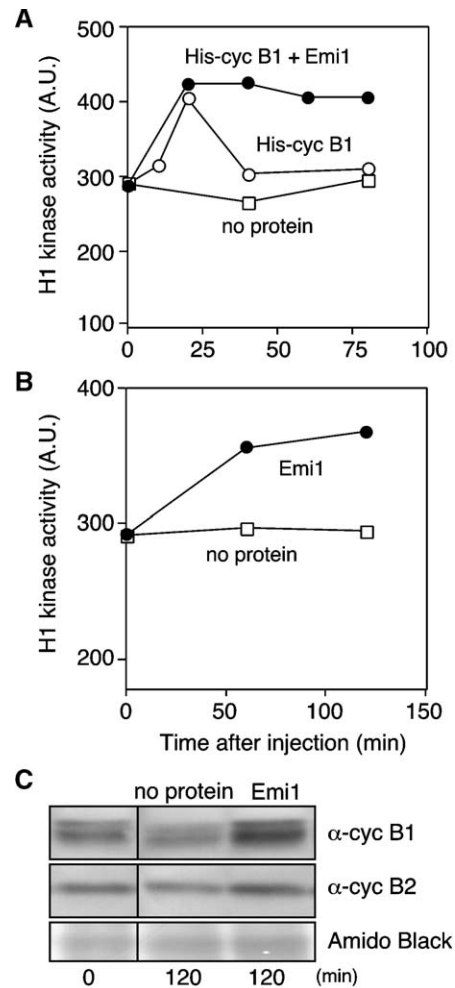 A
H1 kinase activity (A.U.)
500
400
300
200
100
His-cyc B1 + Emi1
His-cyc B1
no protein
0 25 50 75 100
B
H1 kinase activity (A.U.)
400
300
200
Emi1
no protein
0 50 100 150
Time after injection (min)
C
no protein Emi1
α-cyc B1
α-cyc B2
Amido Black
0 120 120 (min)